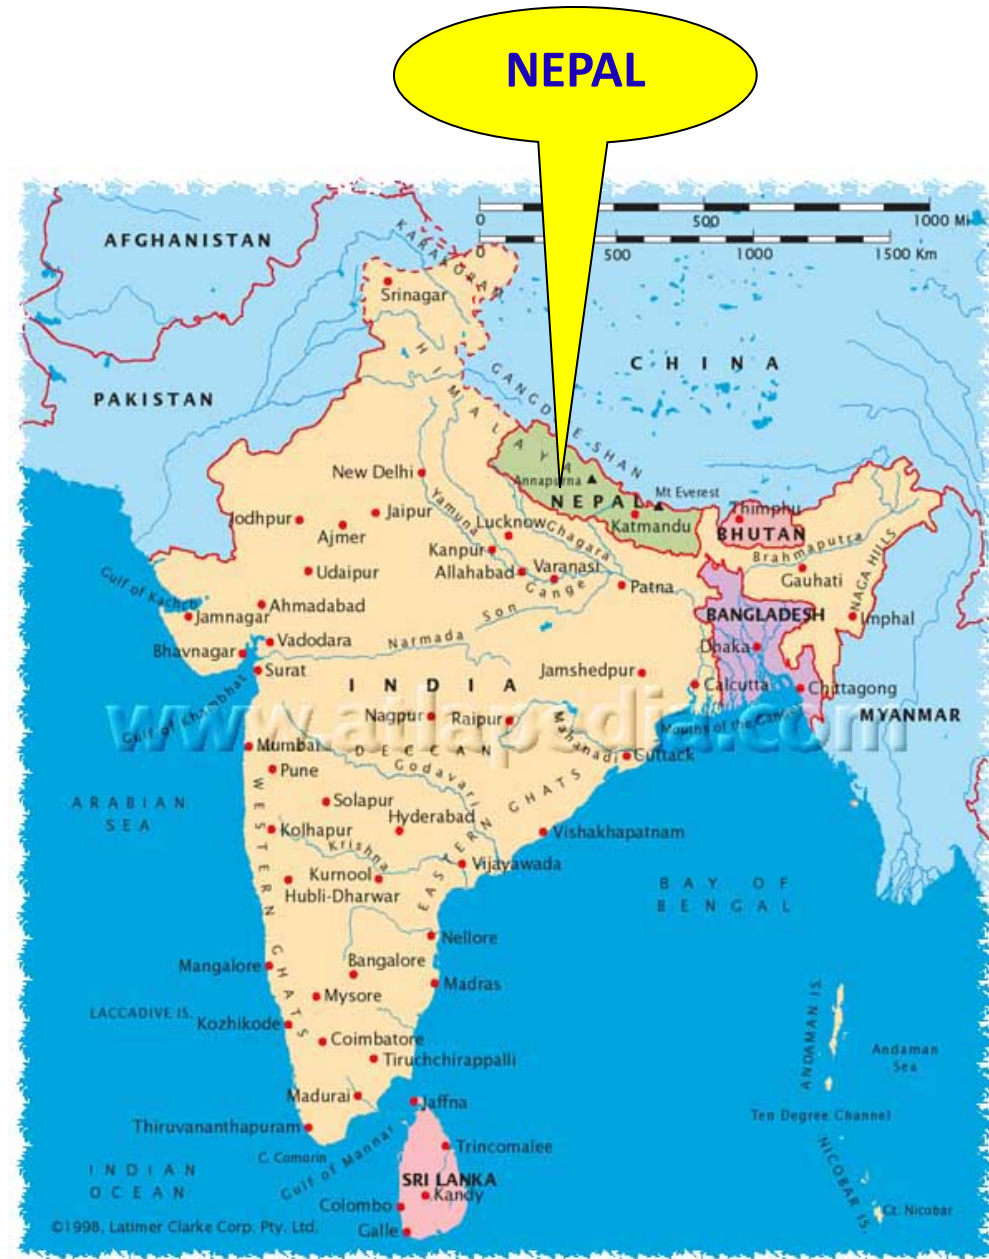 NEPAL
0 500 1000 Mi
0 500 1000 1500 Km
AFGHANISTAN
KARAKORAM
Srinagar
CHINA
HIMALAYA
GANGDISE SHAN
PAKISTAN
New Delhi
Annapurna
NEPAL
Mt Everest
Katmandu
Thimphu
BHUTAN
Brahmaputra
NAGA HILLS
Jodhpur
Jaipur
Ajmer
Yamuna
Lucknow
Ghagara
Kanpur
Allahabad
Varanasi
Gange
Patna
Gauhati
Udaipur
Gulf of Kachch
Jamnagar
Ahmadabad
Son
BANGLADESH
Imphal
Vadodara
Narmada
Bhavnagar
Dhaka
Surat
Jamshedpur
Calcutta
Chittagong
INDIA
Gulf of Khambhat
www.atlapedia.com
Nagpur
Raipur
Mahanadi
Mouths of the Ganges
MYANMAR
Mumbai
DECCAN
Cuttack
Pune
Godavari
ARABIAN
SEA
WESTERN GHATS
Solapur
EASTERN GHATS
Hyderabad
Kolhapur
Vishakhapatnam
Krishna
Vijayawada
Kurnool
Hubli-Dharwar
BAY OF
BENGAL
Nellore
Mangalore
Bangalore
Madras
Mysore
LACCADIVE IS.
Kozhikode
Coimbatore
Tiruchchirappalli
ANDAMAN IS.
Andaman
Sea
Madurai
Jaffna
Ten Degree Channel
Thiruvananthapuram
C. Comorin
Gulf of Mannar
Trincomalee
NICOBAR IS.
INDIAN
OCEAN
SRI LANKA
Kandy
Colombo
Gt. Nicobar
Galle
©1998, Latimer Clarke Corp. Pty. Ltd.